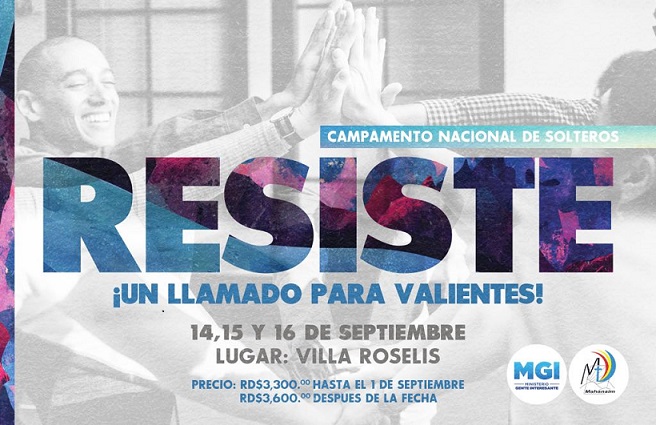 CAMPAMENTO NACIONAL DE SOLTEROS
RESISTE
¡UN LLAMADO PARA VALIENTES!
14,15 Y 16 DE SEPTIEMBRE
LUGAR: VILLA ROSELIS
PRECIO: RD$3,300.00 HASTA EL 1 DE SEPTIEMBRE
RD$3,600.00 DESPUES DE LA FECHA
MGI
MINISTERIO
GENTE INTERESANTE
Mahanaim